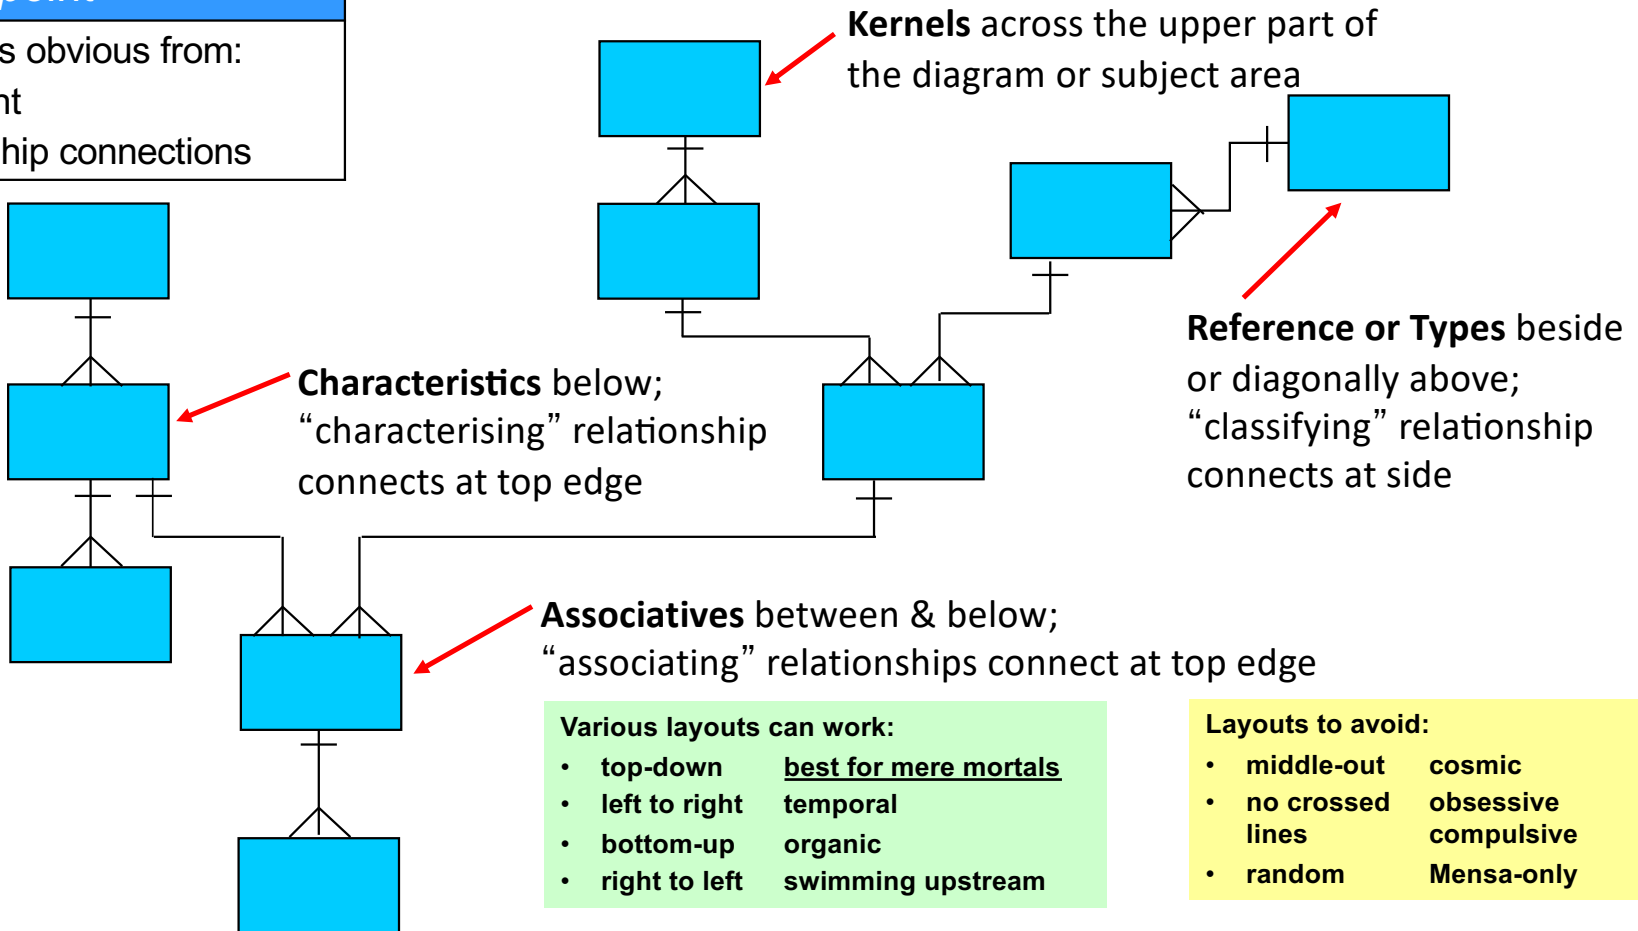 s obvious from:
nt
hip connections
Kernels across the upper part of
the diagram or subject area
Reference or Types beside
or diagonally above;
“classifying” relationship
connects at side
Characteristics below;
“characterising” relationship
connects at top edge
Associatives between & below;
“associating” relationships connect at top edge
Various layouts can work:
• top-down best for mere mortals
• left to right temporal
• bottom-up organic
• right to left swimming upstream
Layouts to avoid:
• middle-out cosmic
• no crossed obsessive
lines compulsive
• random Mensa-only